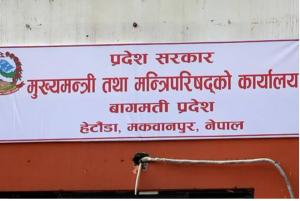 प्रदेश सरकार
मुख्यमन्त्री तथा मन्त्रिपरिषद्को कार्यालय
बागमती प्रदेश
हेटौंडा, मकवानपुर, नेपाल